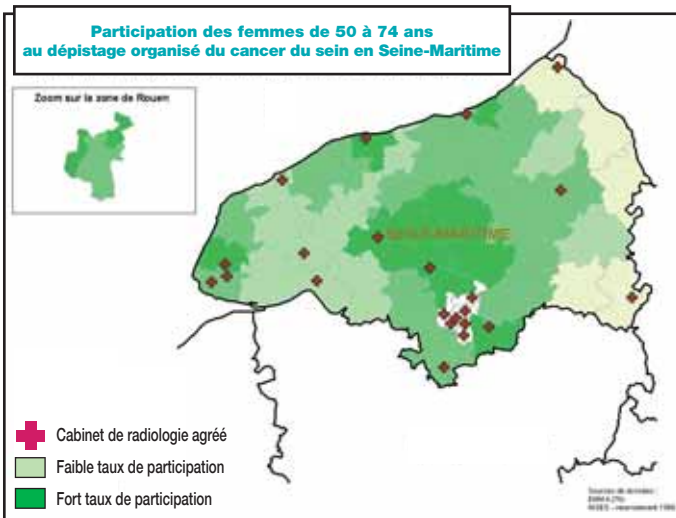 Participation des femmes de 50 à 74 ans
au dépistage organisé du cancer du sein en Seine-Maritime
Zoom sur la zone de Rouen
SEINE-MARITIME
Cabinet de radiologie agréé
Faible taux de participation
Fort taux de participation
Sources de données :